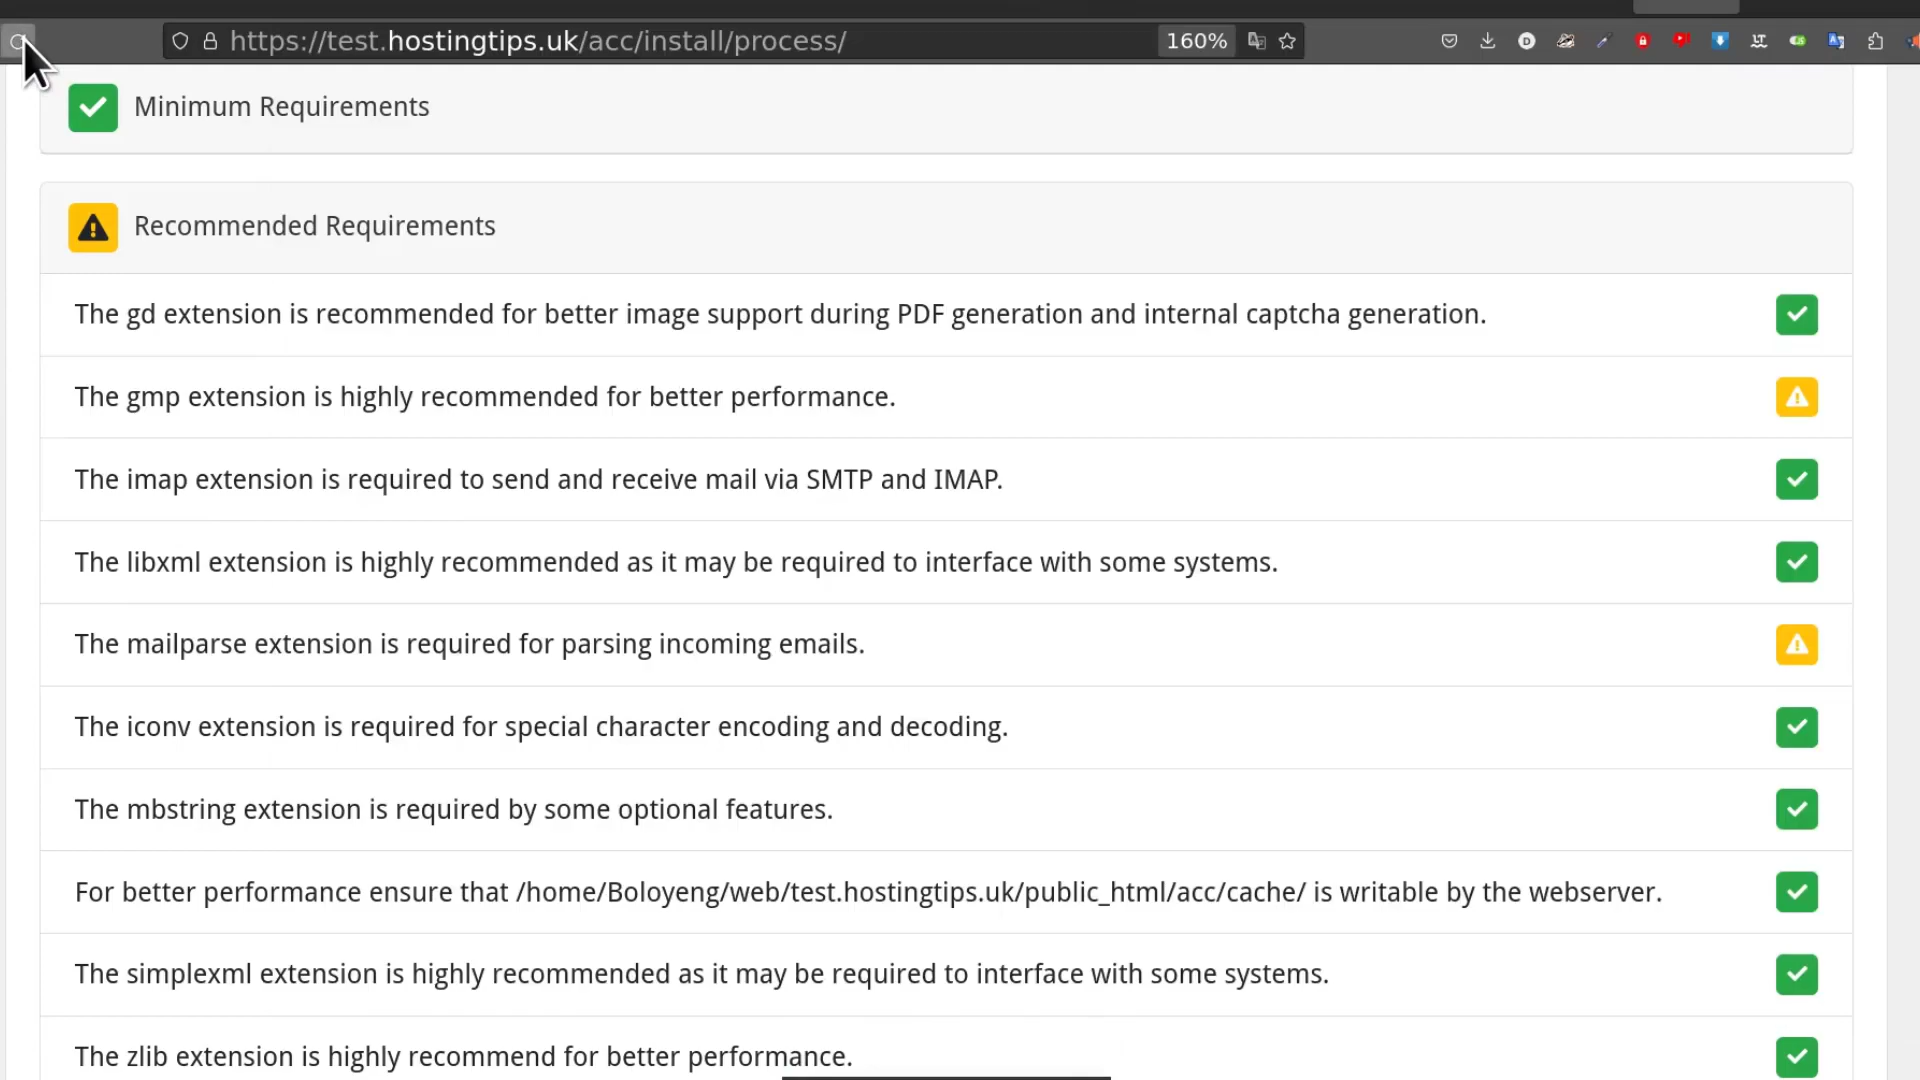 https://test.hostingtips.uk/acc/install/process/
160%
Minimum Requirements
Recommended Requirements
The gd extension is recommended for better image support during PDF generation and internal captcha generation.
The gmp extension is highly recommended for better performance.
The imap extension is required to send and receive mail via SMTP and IMAP.
The libxml extension is highly recommended as it may be required to interface with some systems.
The mailparse extension is required for parsing incoming emails.
The iconv extension is required for special character encoding and decoding.
The mbstring extension is required by some optional features.
For better performance ensure that /home/Boloyeng/web/test.hostingtips.uk/public_html/acc/cache/ is writable by the webserver.
The simplexml extension is highly recommended as it may be required to interface with some systems.
The zlib extension is highly recommend for better performance.